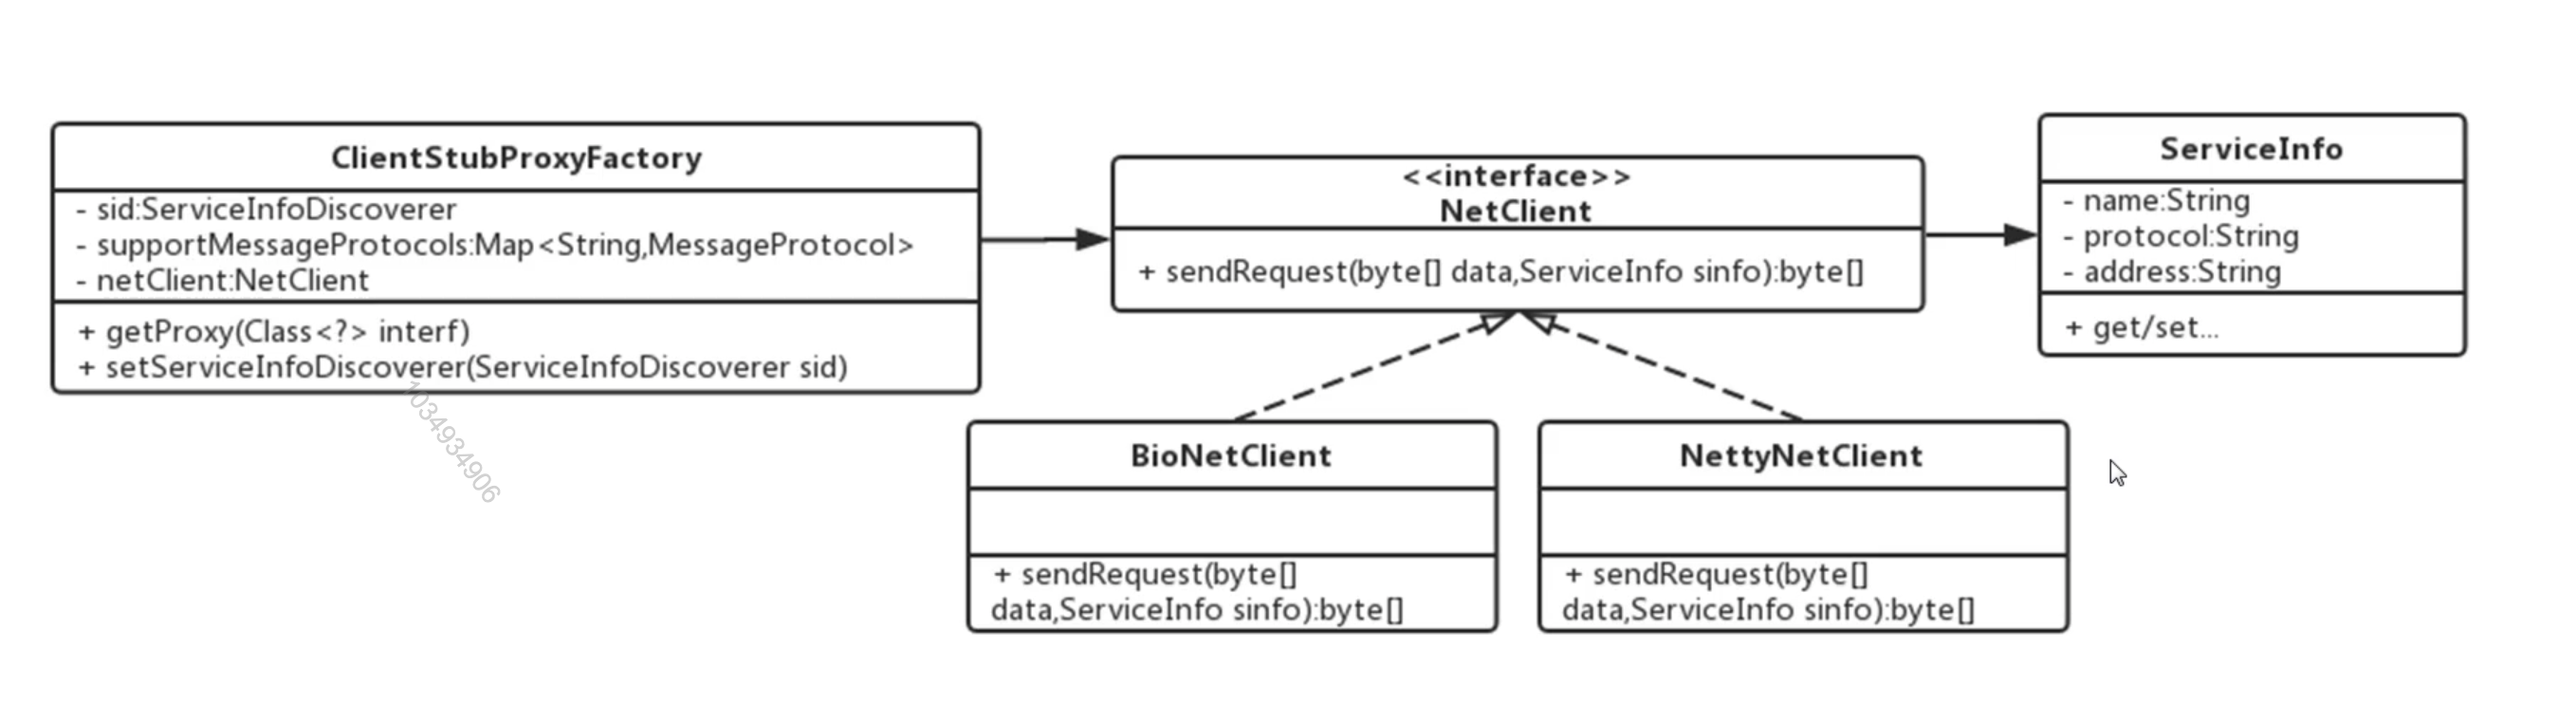 ClientStubProxyFactory
- sid:ServiceInfoDiscoverer
- supportMessageProtocols:Map<String,MessageProtocol>
- netClient:NetClient
+ getProxy(Class<?> interf)
+ setServiceInfoDiscoverer(ServiceInfoDiscoverer sid)
<<interface>>
NetClient
+ sendRequest(byte[] data,ServiceInfo sinfo):byte[]
ServiceInfo
- name:String
- protocol:String
- address:String
+ get/set...
BioNetClient
+ sendRequest(byte[]
data,ServiceInfo sinfo):byte[]
NettyNetClient
+ sendRequest(byte[]
data,ServiceInfo sinfo):byte[]
1034934906